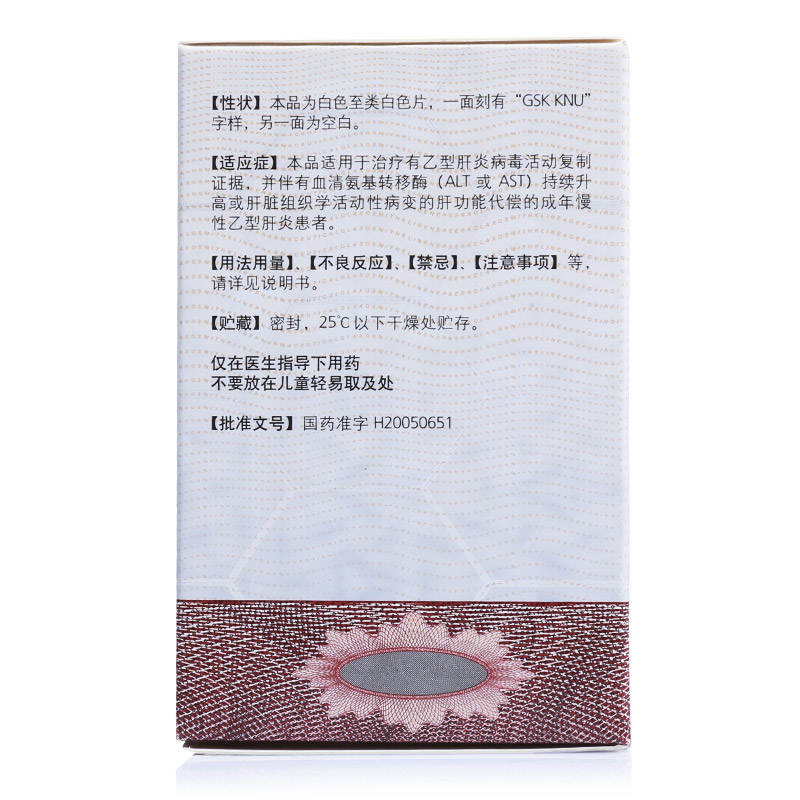 【性状】本品为白色至类白色片，一面刻有“GSK KNU”
字样，另一面为空白。
【适应症】本品适用于治疗有乙型肝炎病毒活动复制
证据，并伴有血清氨基转移酶（ALT 或 AST）持续升
高或肝脏组织学活动性病变的肝功能代偿的成年慢
性乙型肝炎患者。
【用法用量】、【不良反应】、【禁忌】、【注意事项】等，
请详见说明书。
【贮藏】密封，25℃以下干燥处贮存。
仅在医生指导下用药
不要放在儿童轻易取及处
【批准文号】国药准字 H20050651